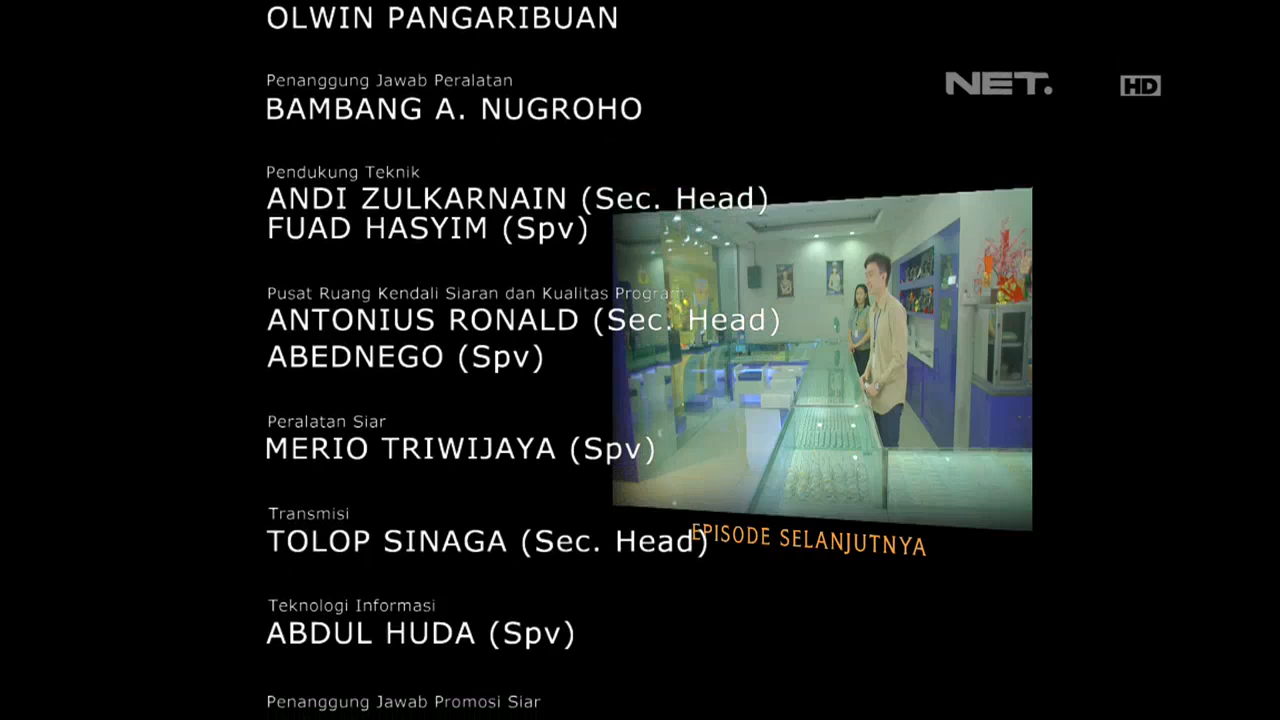 OLWIN PANGARIBUAN
Penanggung Jawab Peralatan
BAMBANG A. NUGROHO
NET.
HD
Pendukung Teknik
ANDI ZULKARNAIN (Sec. Head)
FUAD HASYIM (Spv)
Pusat Ruang Kendali Siaran dan Kualitas Program
ANTONIUS RONALD (Sec. Head)
ABEDNEGO (Spv)
Peralatan Siar
MERIO TRIWIJAYA (Spv)
Transmisi
TOLOP SINAGA (Sec. Head)
EPISODE SELANJUTNYA
Teknologi Informasi
ABDUL HUDA (Spv)
Penanggung Jawab Promosi Siar